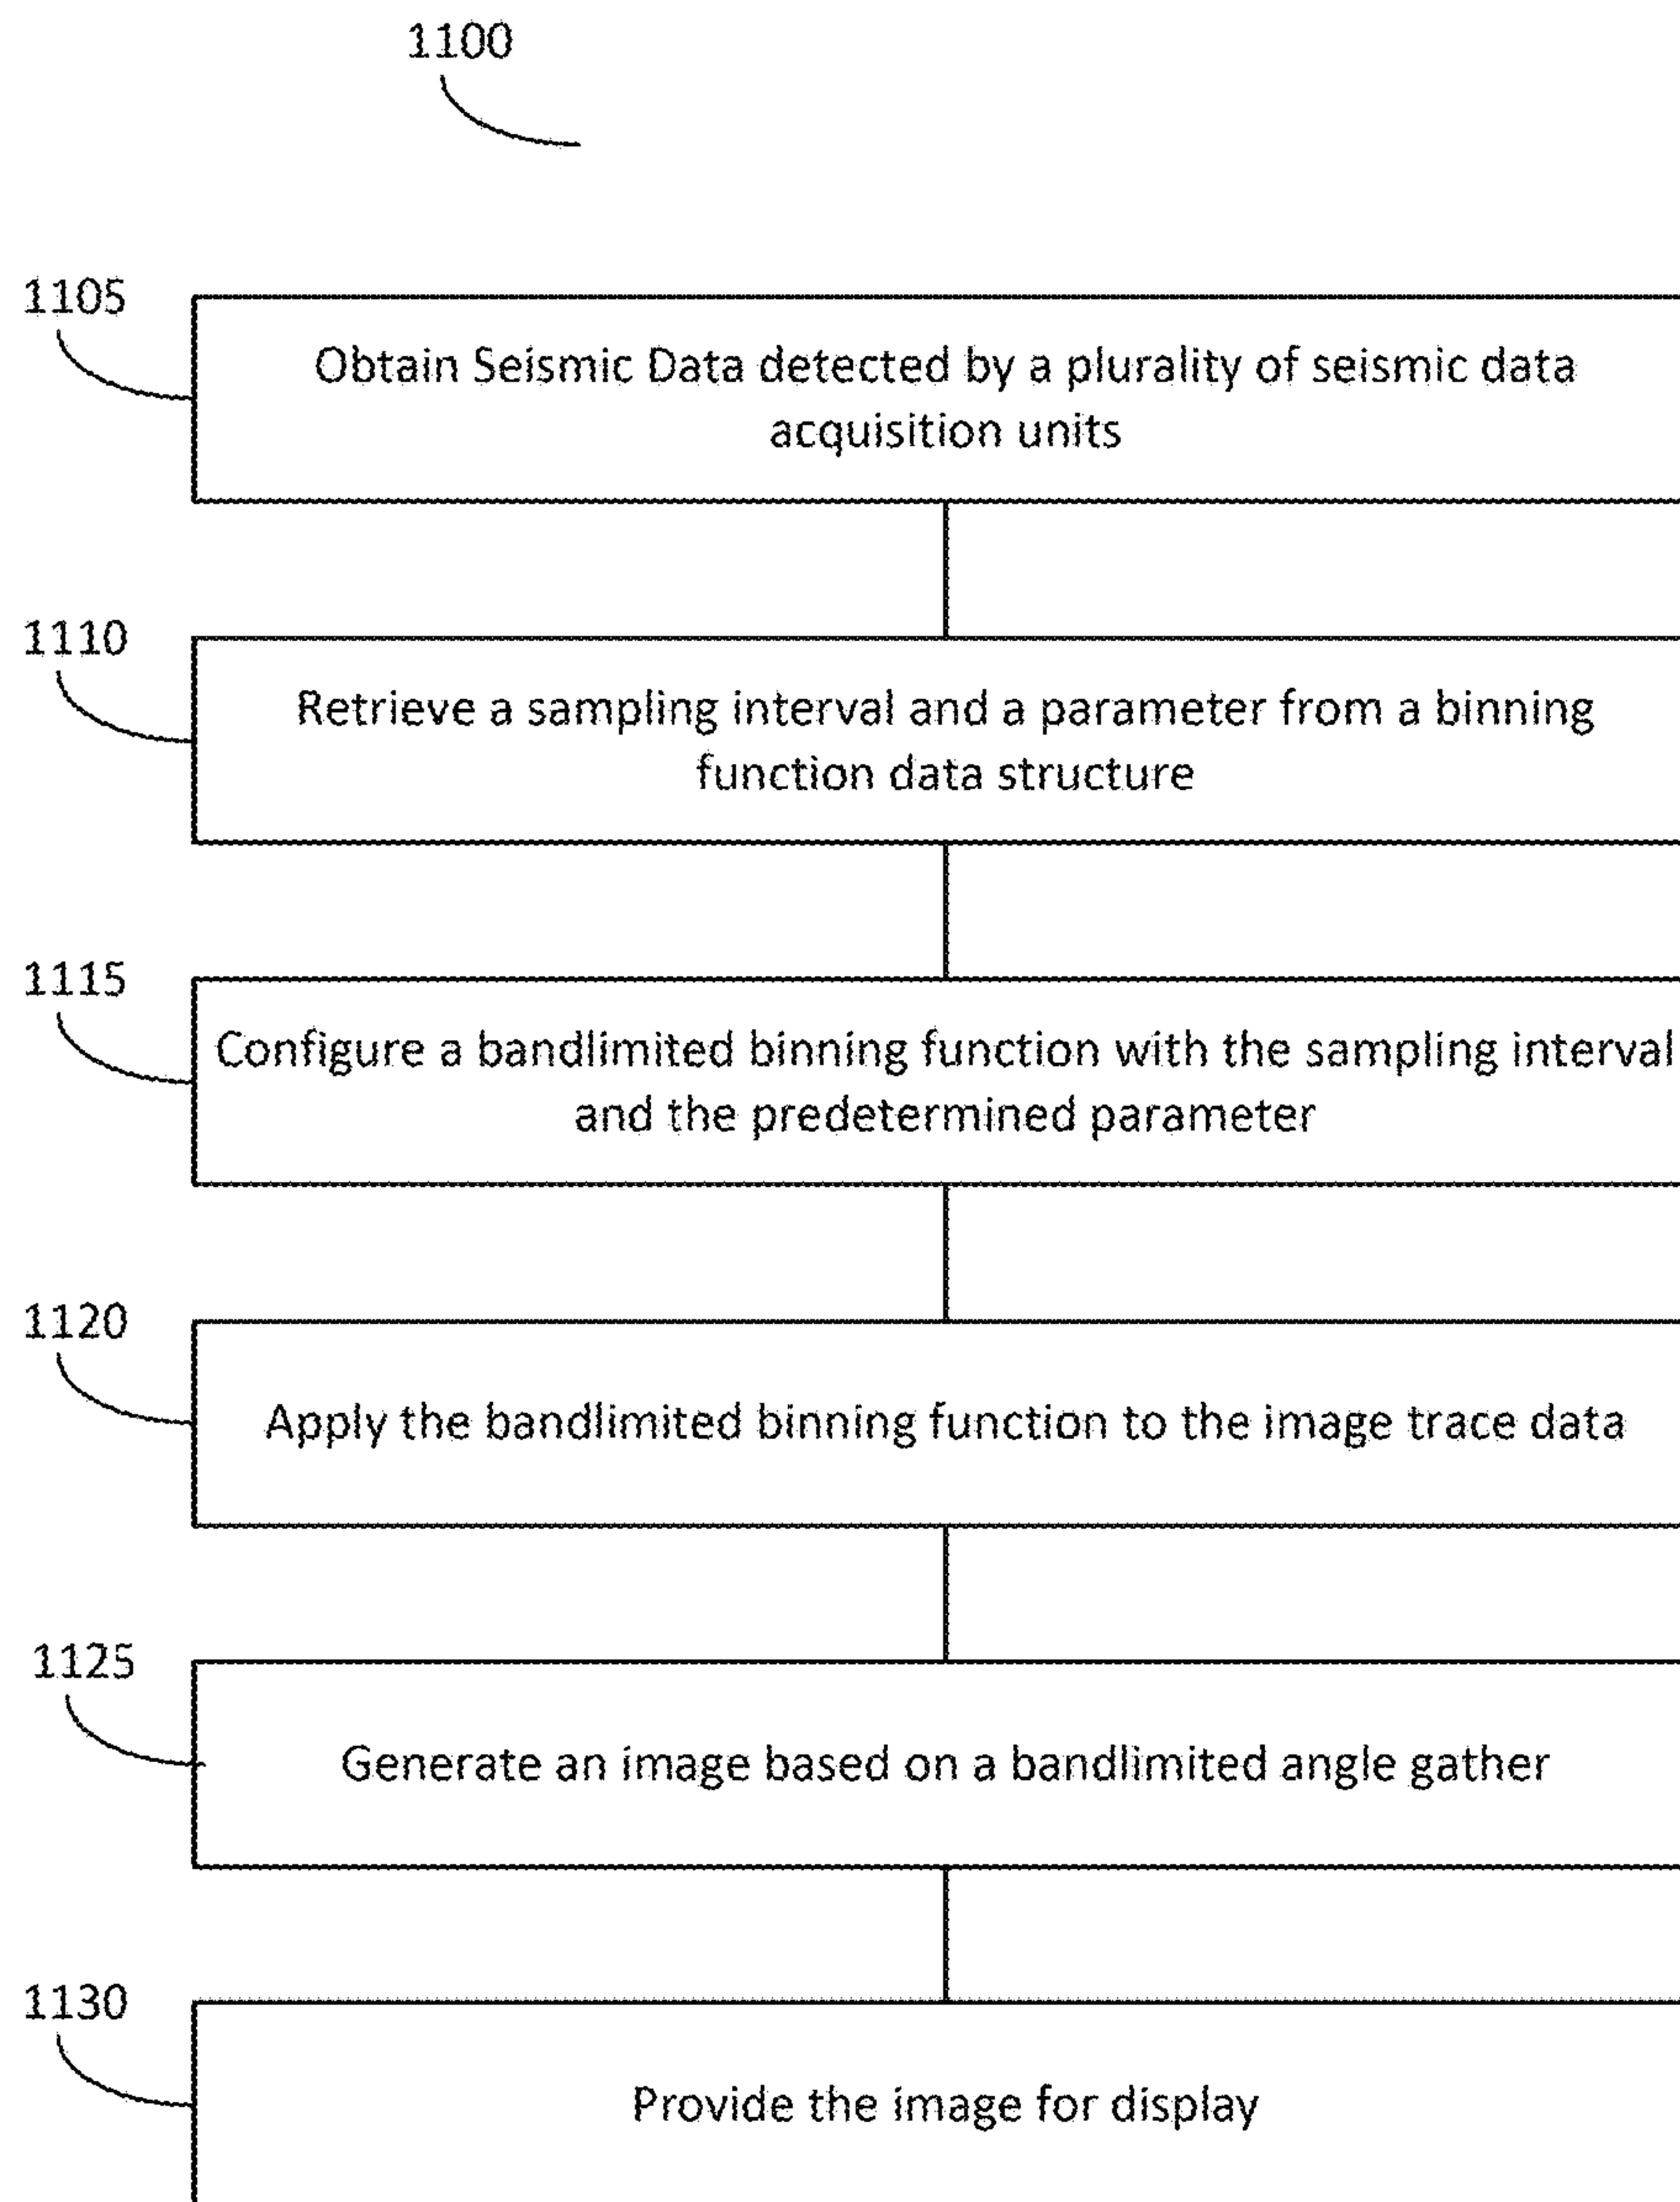 1100
1105
Obtain Seismic Data detected by a plurality of seismic data
acquisition units
1110
Retrieve a sampling interval and a parameter from a binning
function data structure
1115
Configure a bandlimited binning function with the sampling interval
and the predetermined parameter
1120
Apply the bandlimited binning function to the image trace data
1125
Generate an image based on a bandlimited angle gather
1130
Provide the image for display